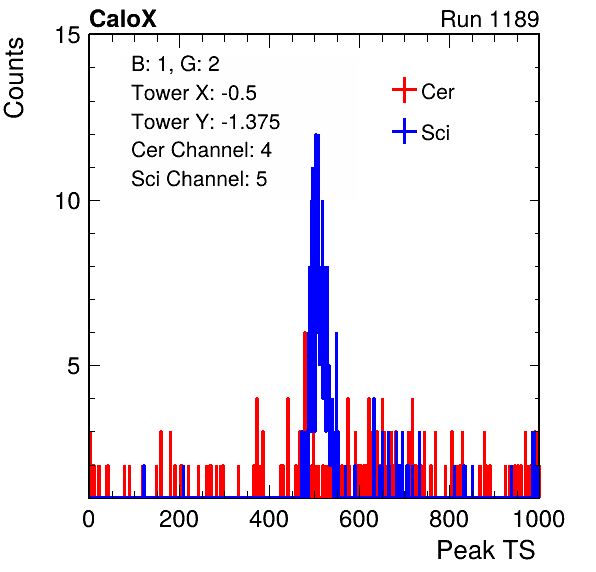 CaloX Run 1189
Counts
15
10
5
B: 1, G: 2
Tower X: -0.5
Tower Y: -1.375
Cer Channel: 4
Sci Channel: 5
Cer
Sci
0 200 400 600 800 1000
Peak TS